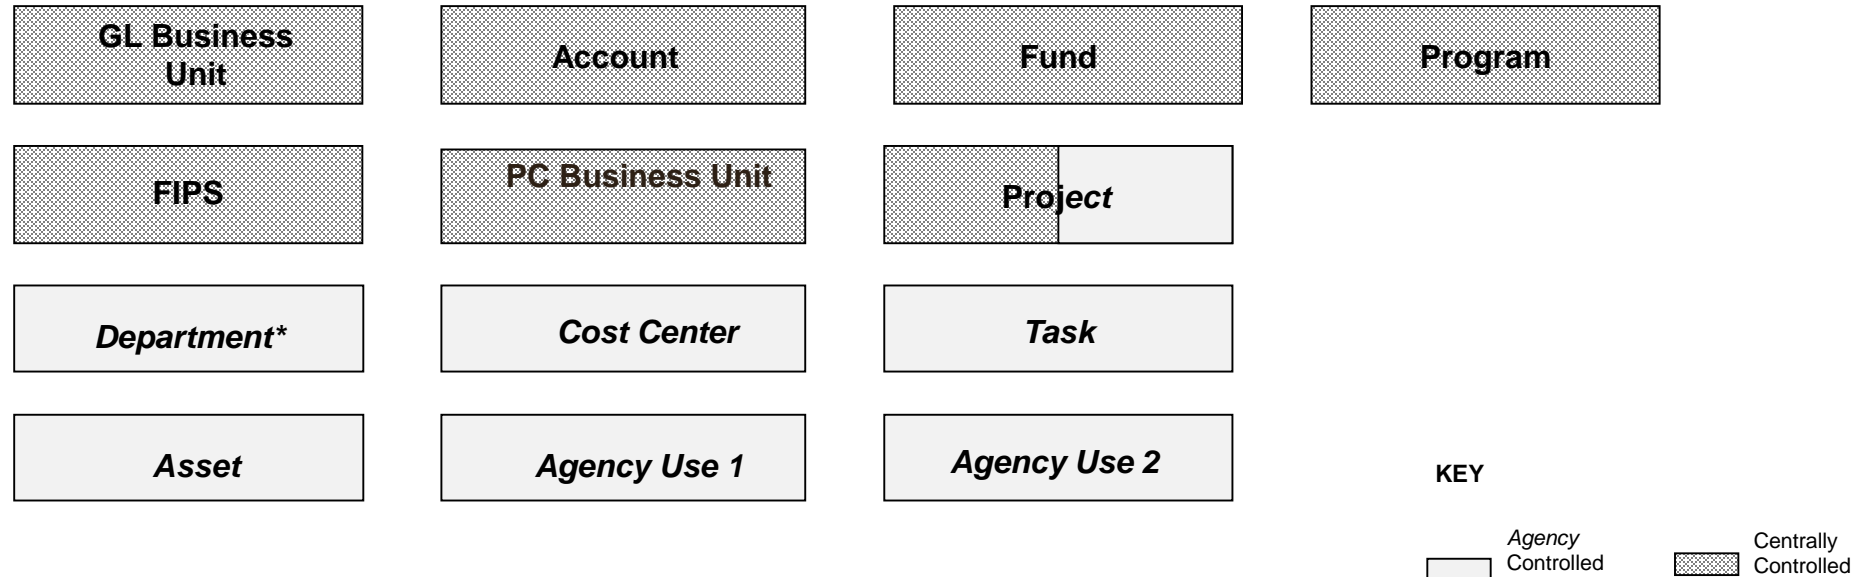 GL Business
Unit
Account
Fund
Program
FIPS
PC Business Unit
Project
Department*
Cost Center
Task
Asset
Agency Use 1
Agency Use 2
KEY
Agency
Controlled
Centrally
Controlled